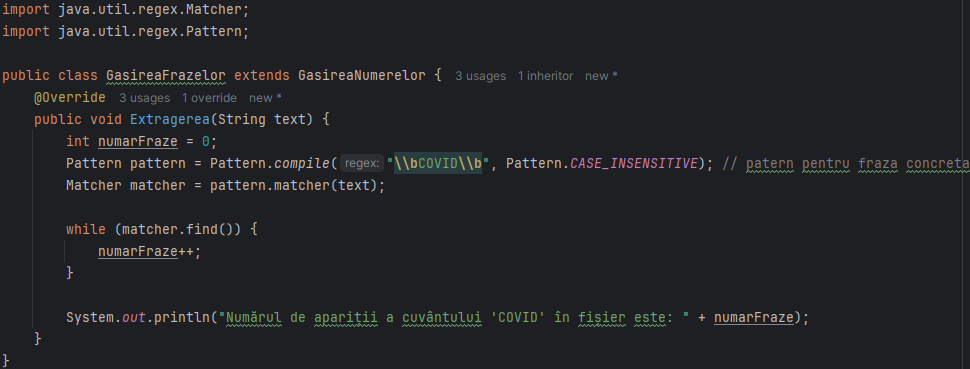 import java.util.regex.Matcher;
import java.util.regex.Pattern;
public class GasireaFrazelor extends GasireaNumerelor { 3 usages 1 inheritor new *
@Override 3 usages 1 override new *
public void Extragerea(String text) {
int numarFraze = 0;
Pattern pattern = Pattern.compile( regex: "\\bCOVID\\b", Pattern.CASE_INSENSITIVE); // patern pentru fraza concreta
Matcher matcher = pattern.matcher(text);
while (matcher.find()) {
numarFraze++;
}
System.out.println("Numărul de apariții a cuvântului 'COVID' în fișier este: " + numarFraze);
}
}